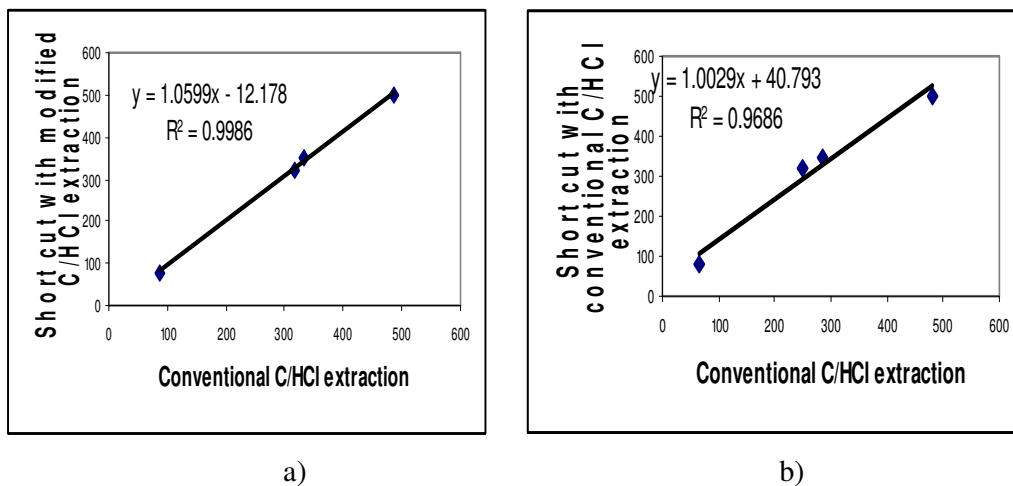 Short cut with modified
C/HCl extraction
600
500
400
300
200
100
0
y = 1.0599x - 12.178
R² = 0.9986
0 100 200 300 400 500 600
Conventional C/HCl extraction
a)
Short cut with
conventional C/HCl
extraction
600
500
400
300
200
100
0
y = 1.0029x + 40.793
R² = 0.9686
0 100 200 300 400 500 600
Conventional C/HCl extraction
b)